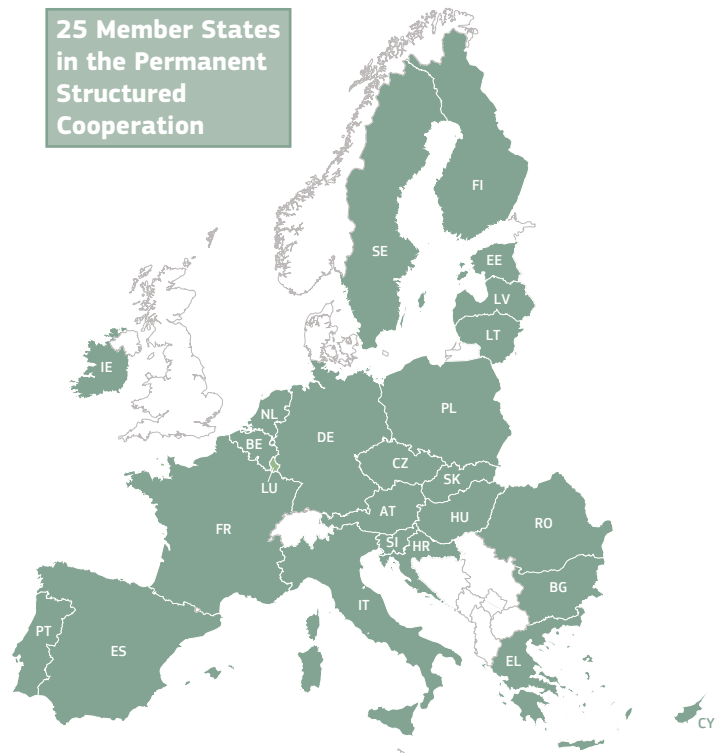 25 Member States
in the Permanent
Structured
Cooperation
FI
SE
EE
LV
LT
IE
NL
PL
DE
BE
CZ
SK
LU
AT
HU
RO
FR
SI
HR
BG
IT
PT
ES
EL
CY